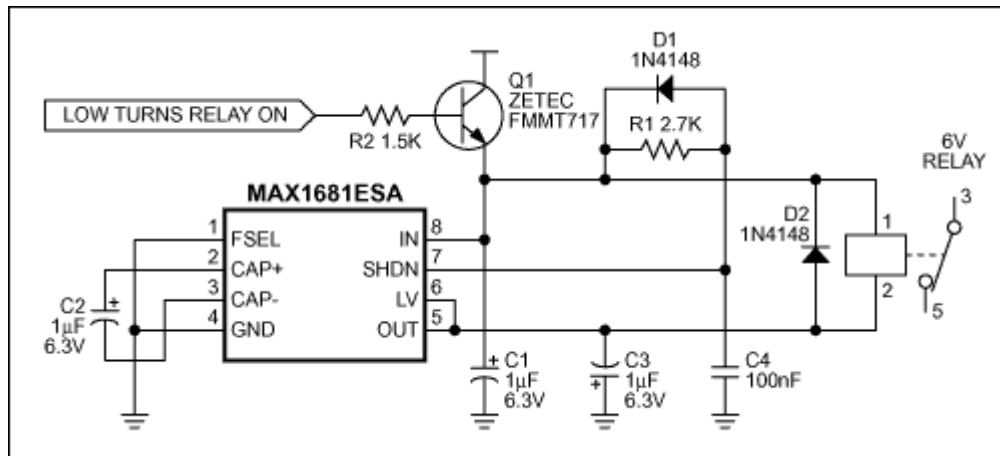 D1
1N4148
Q1
ZETEC
FMMT717
LOW TURNS RELAY ON
R2 1.5K
R1 2.7K
6V
RELAY
MAX1681ESA
D2
1N4148
3
1
2
5
1
FSEL
IN
8
2
CAP+
SHDN
7
3
CAP-
LV
6
4
GND
OUT
5
C2
+
1µF
6.3V
+
C1
1µF
6.3V
+
C3
1µF
6.3V
C4
100nF